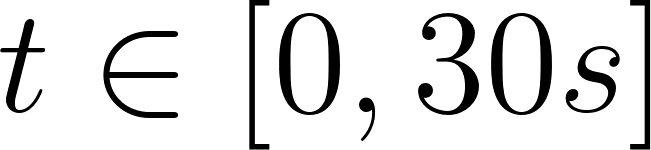 t ∈ [0, 30s]